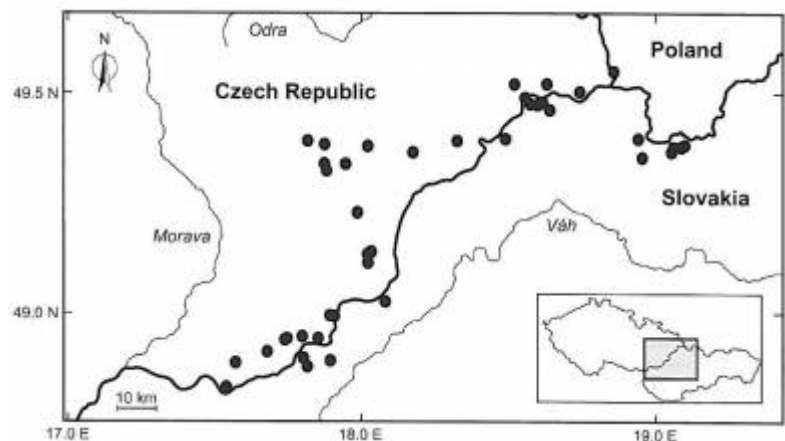 Odra
N
Poland
49.5 N
Czech Republic
Slovakia
Morava
Váh
49.0 N
10 km
17.0 E
18.0 E
19.0 E